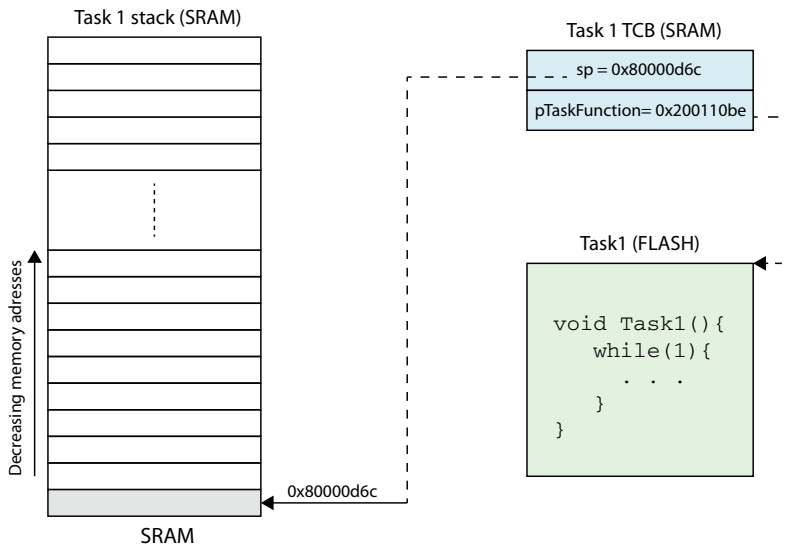 Task 1 stack (SRAM)
Task 1 TCB (SRAM)
sp = 0x80000d6c
pTaskFunction= 0x200110be
Decreasing memory adresses
Task1 (FLASH)
void Task1(){
while(1){
. . .
}
}
0x80000d6c
SRAM